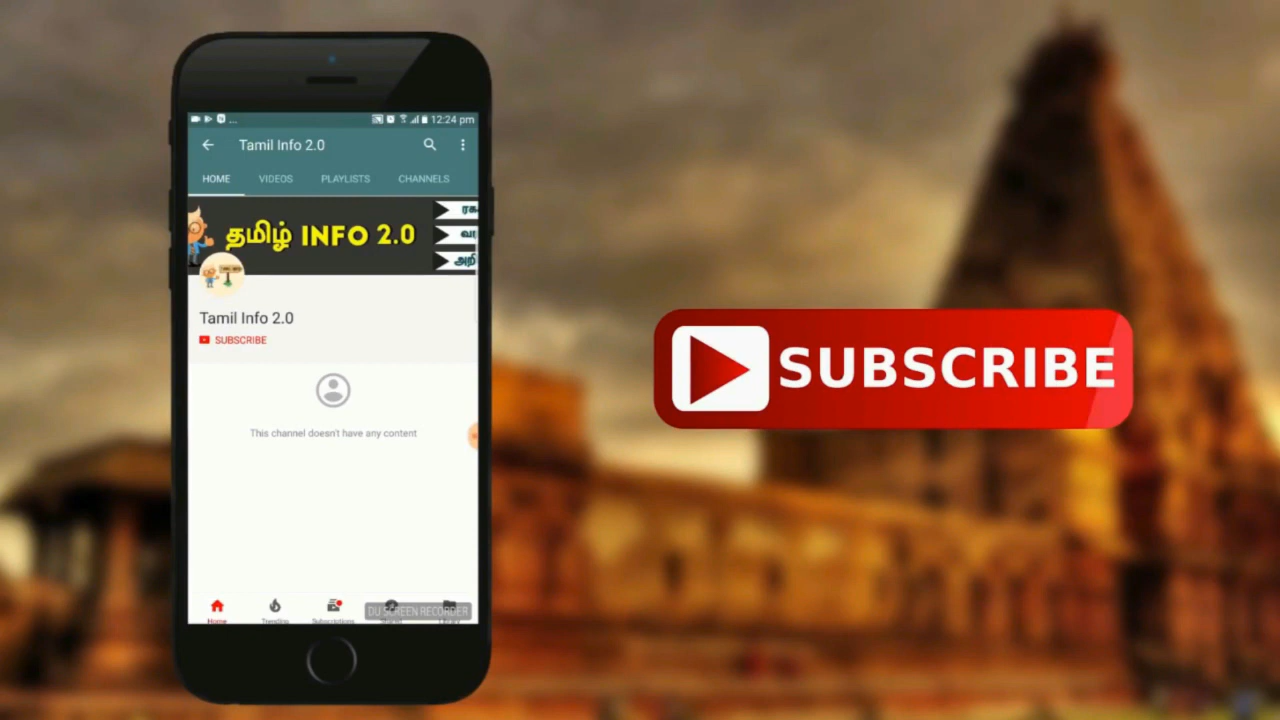 12:24 pm
Tamil Info 2.0
HOME VIDEOS PLAYLISTS CHANNELS
தமிழ் INFO 2.0
Tamil Info 2.0
SUBSCRIBE
This channel doesn't have any content
Home Trending Subscriptions
DU SCREEN RECORDER
SUBSCRIBE